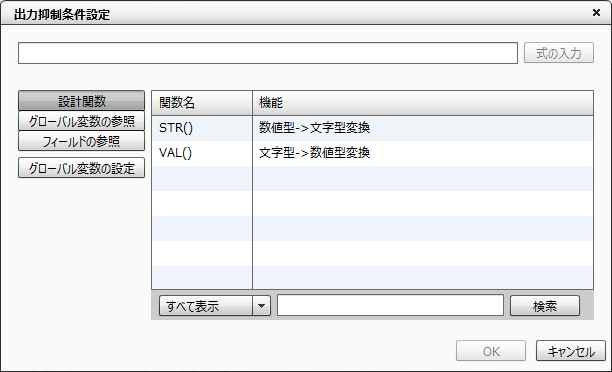 出力抑制条件設定
式の入力
設計関数
グローバル変数の参照
フィールドの参照
グローバル変数の設定
関数名 機能
STR() 数値型->文字型変換
VAL() 文字型->数値型変換
すべて表示 検索
OK キャンセル